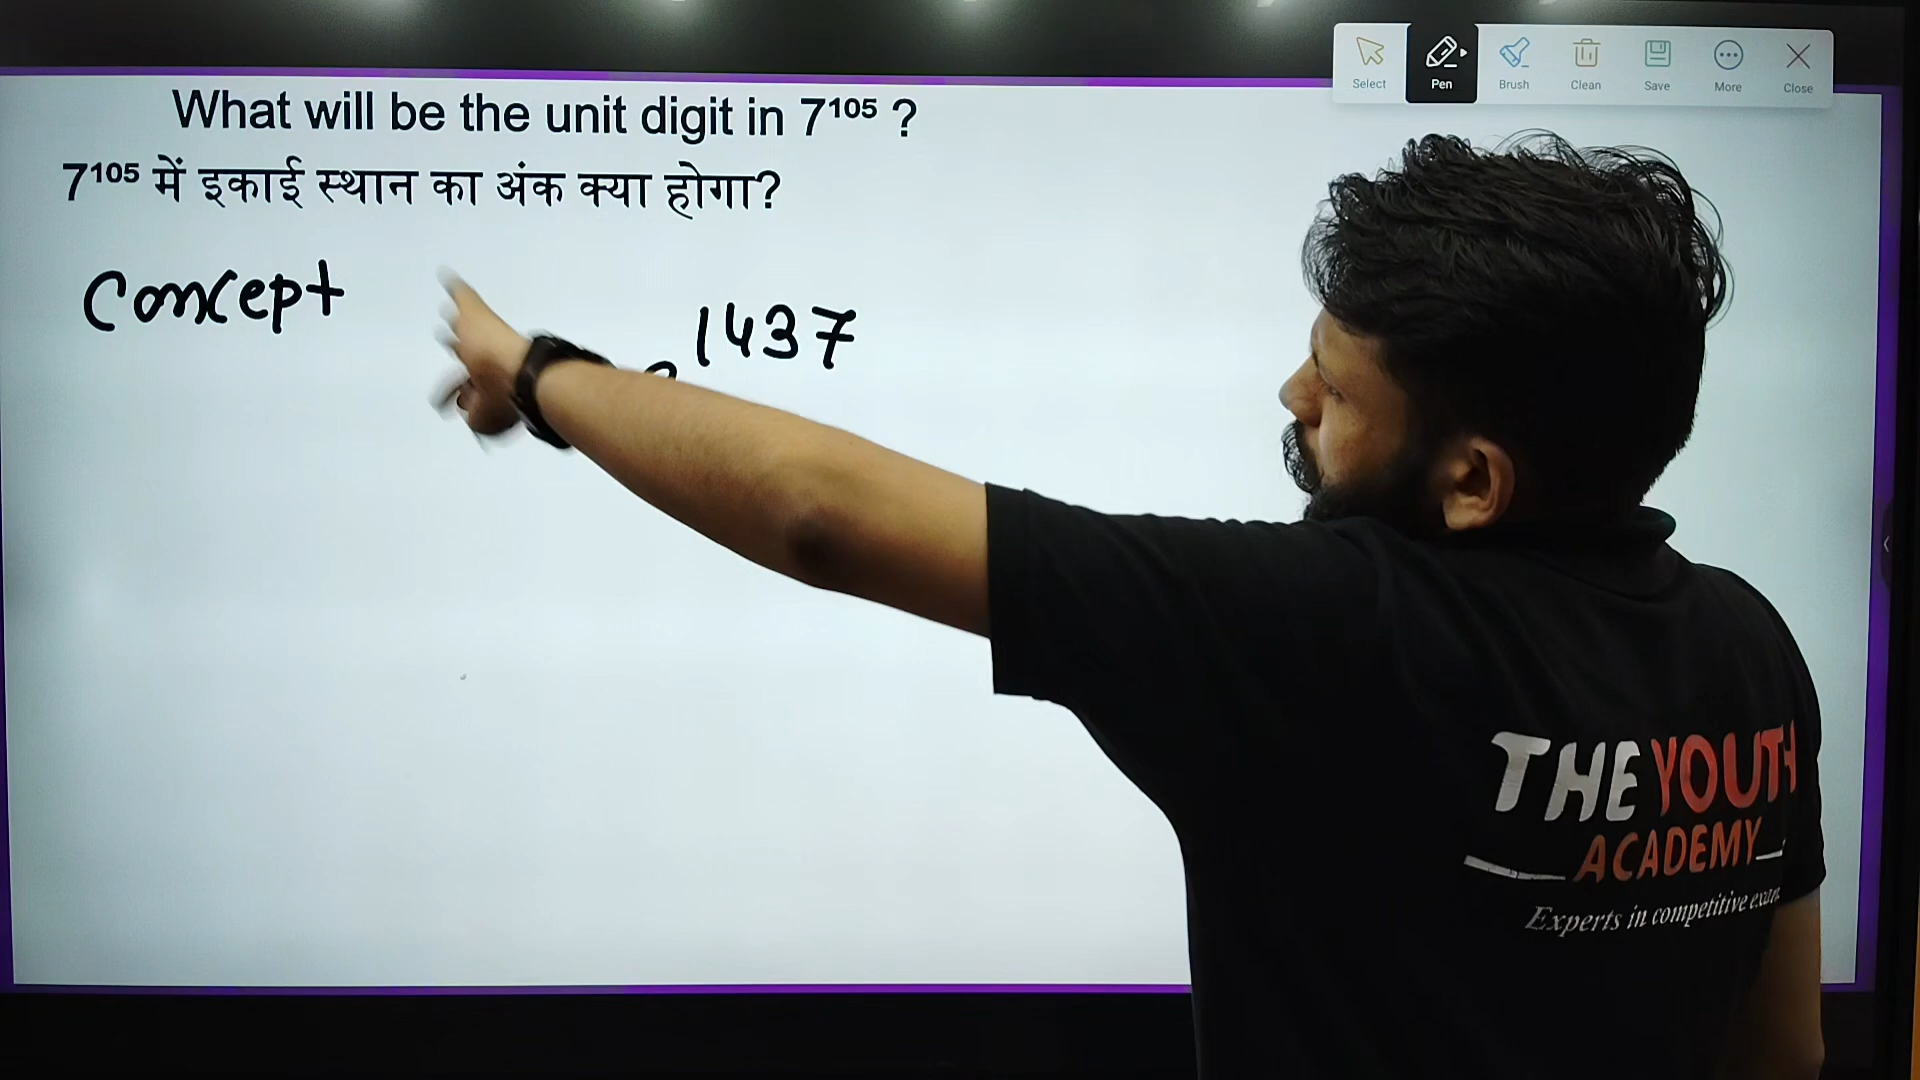 Select Pen Brush Clean Save More Close
What will be the unit digit in 7¹⁰⁵ ?
7¹⁰⁵ में इकाई स्थान का अंक क्या होगा?
Concept
1437
THE YOUTH
ACADEMY
Experts in competitive